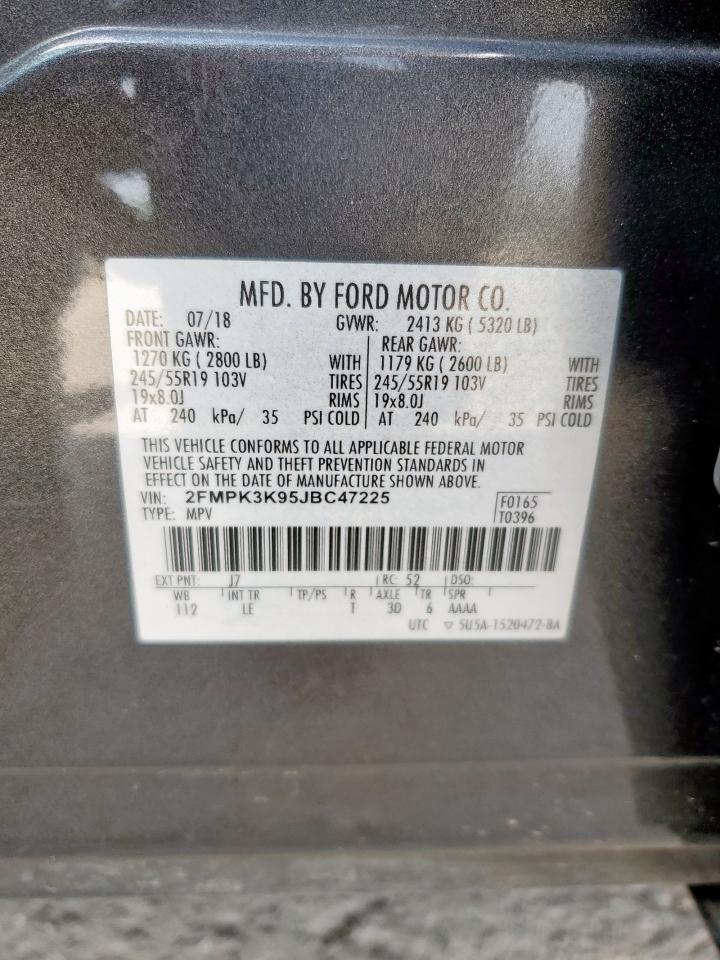 MFD. BY FORD MOTOR CO.
DATE: 07/18 GVWR: 2413 KG ( 5320 LB)
FRONT GAWR: REAR GAWR:
1270 KG ( 2800 LB) WITH 1179 KG ( 2600 LB) WITH
245/55R19 103V TIRES 245/55R19 103V TIRES
19x8.0J RIMS 19x8.0J RIMS
AT 240 kPa/ 35 PSI COLD AT 240 kPa/ 35 PSI COLD
THIS VEHICLE CONFORMS TO ALL APPLICABLE FEDERAL MOTOR
VEHICLE SAFETY AND THEFT PREVENTION STANDARDS IN
EFFECT ON THE DATE OF MANUFACTURE SHOWN ABOVE.
VIN: 2FMPK3K95JBC47225 F0165
TYPE: MPV T0396
EXT PNT: J7 RC: 52 DSO:
WB INT TR TP/PS R AXLE TR SPR
112 LE T 3D 6 AAAA
UTC ▽ 5U5A-1520472-BA